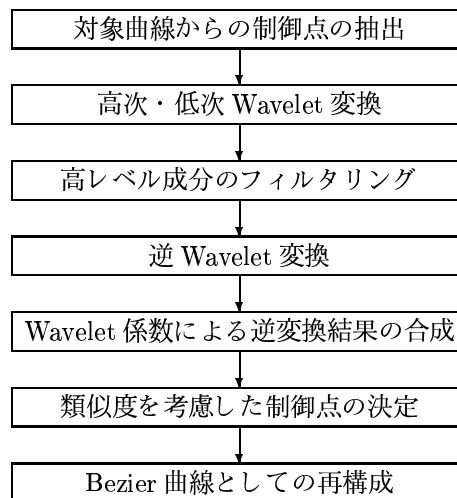 対象曲線からの制御点の抽出
高次・低次 Wavelet 変換
高レベル成分のフィルタリング
逆 Wavelet 変換
Wavelet 係数による逆変換結果の合成
類似度を考慮した制御点の決定
Bezier 曲線としての再構成